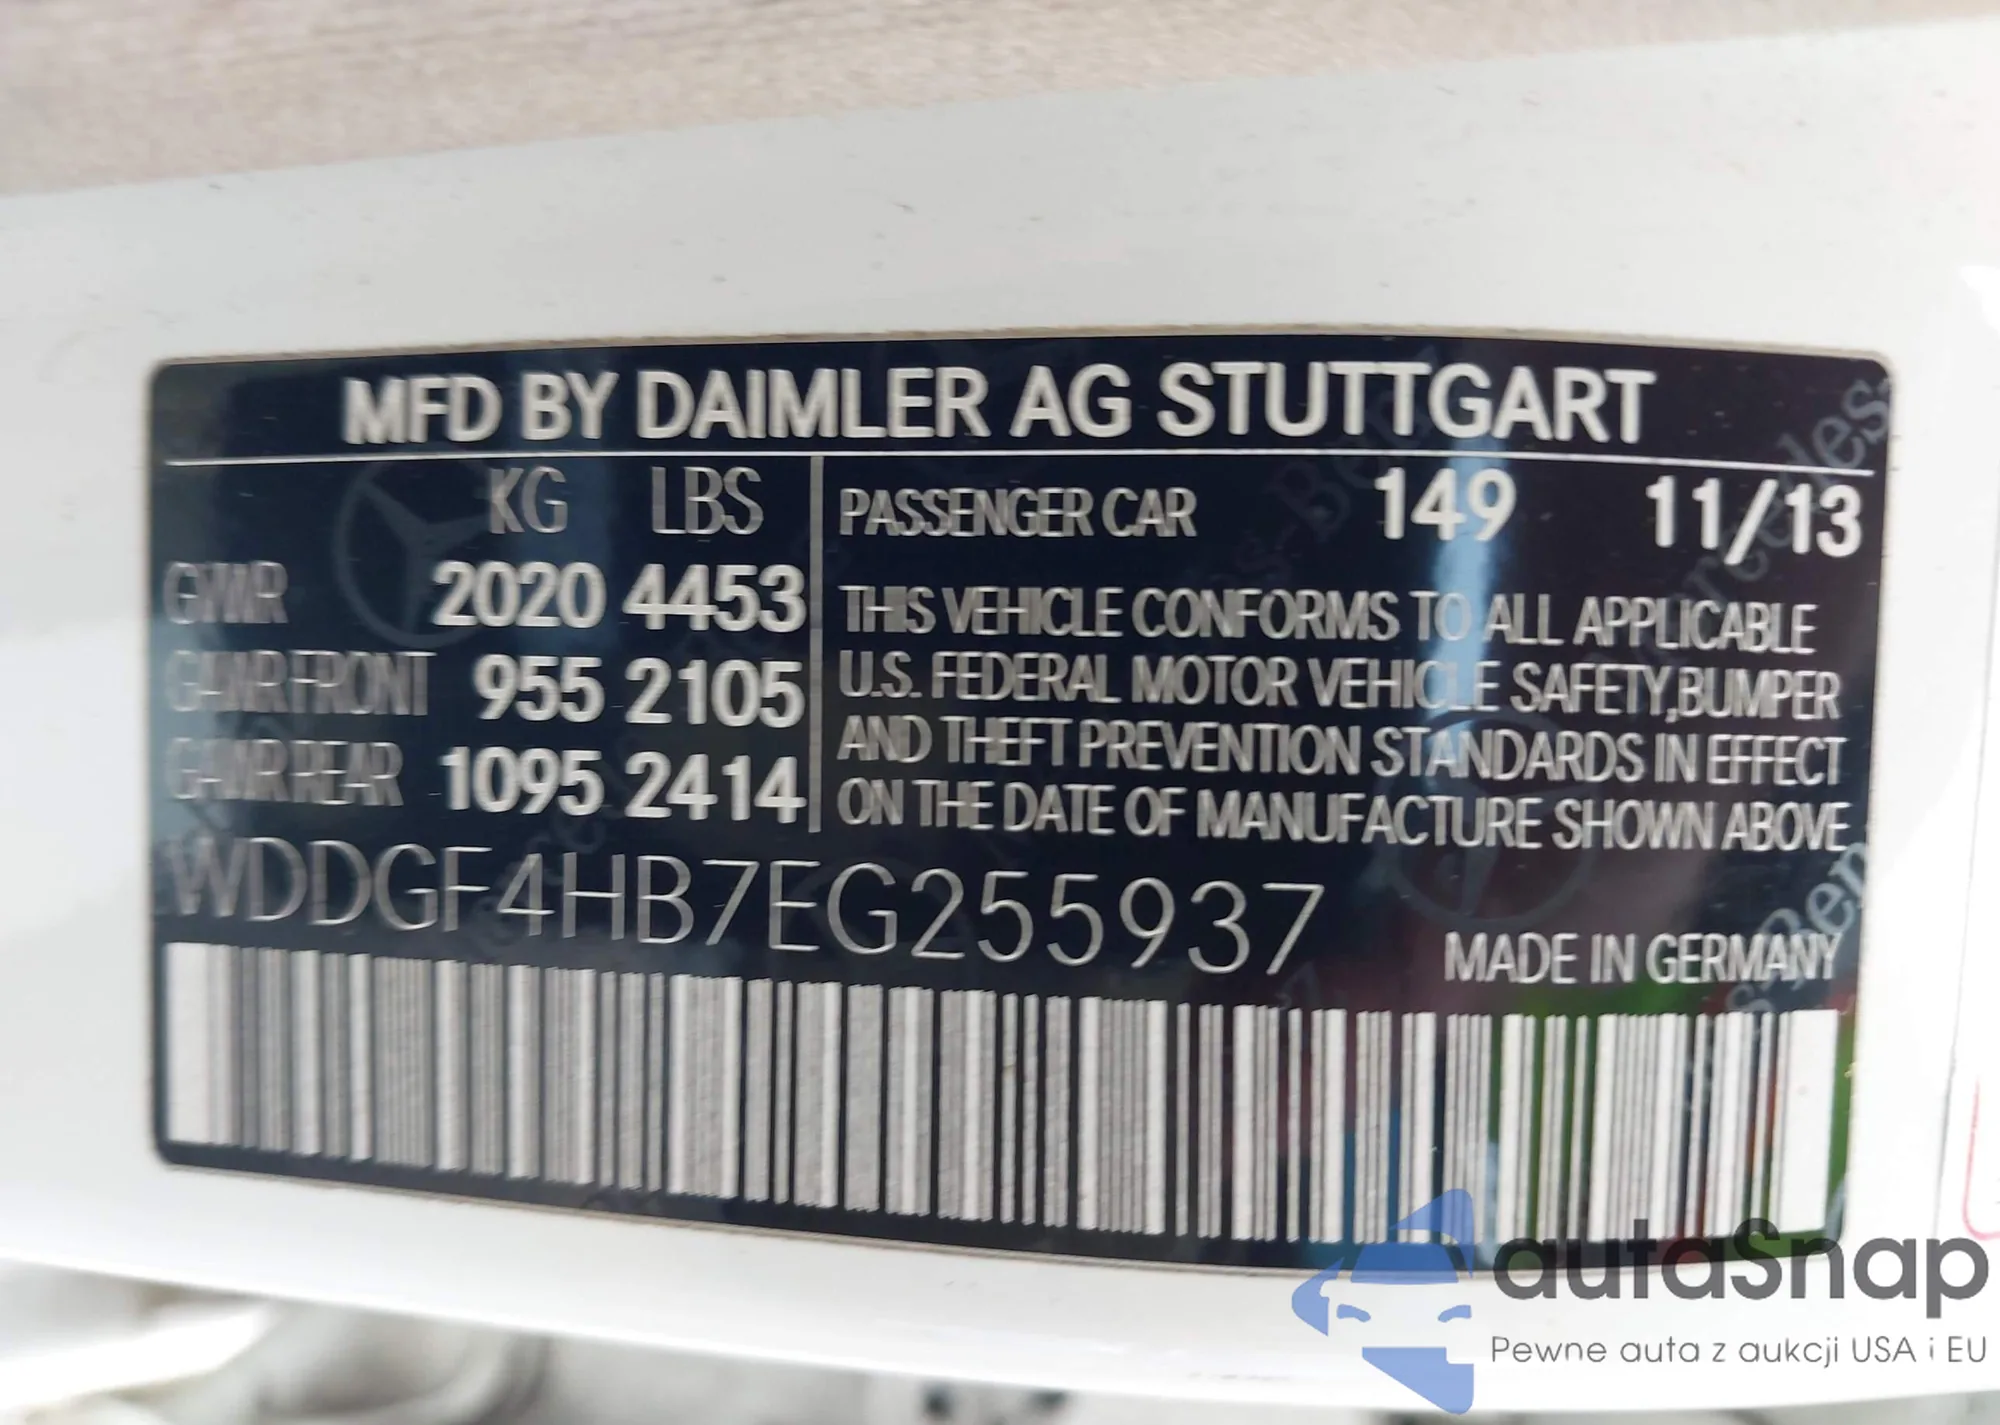 MFD BY DAIMLER AG STUTTGART
KG LBS
GVWR 2020 4453
GAWR FRONT 955 2105
GAWR REAR 1095 2414
PASSENGER CAR 149 11/13
THIS VEHICLE CONFORMS TO ALL APPLICABLE
U.S. FEDERAL MOTOR VEHICLE SAFETY,BUMPER
AND THEFT PREVENTION STANDARDS IN EFFECT
ON THE DATE OF MANUFACTURE SHOWN ABOVE
WDDGF4HB7EG255937
MADE IN GERMANY
autaSnap
Pewne auta z aukcji USA i EU